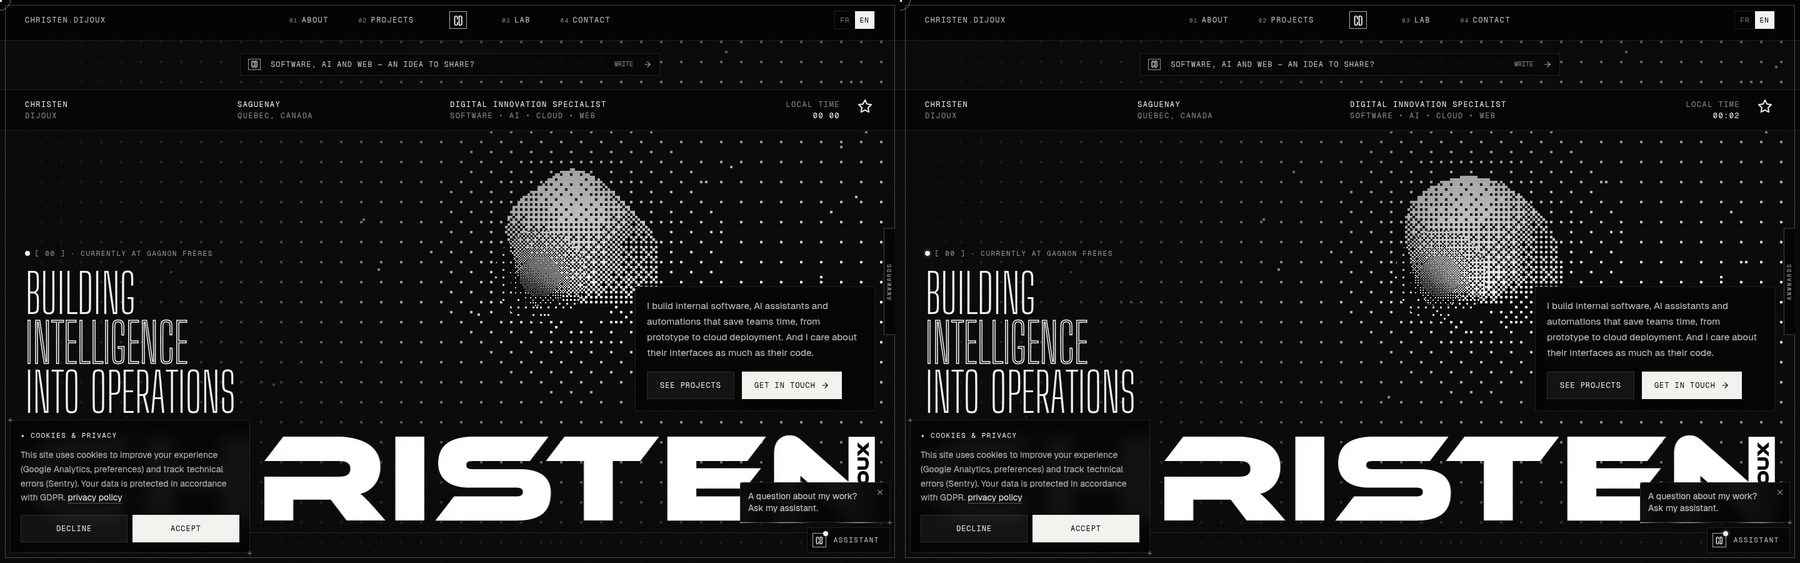 CHRISTEN.DIJOUX
01 ABOUT
02 PROJECTS
CD
03 LAB
04 CONTACT
FR EN
CD SOFTWARE, AI AND WEB — AN IDEA TO SHARE? WRITE →
CHRISTEN
DIJOUX
SAGUENAY
QUEBEC, CANADA
DIGITAL INNOVATION SPECIALIST
SOFTWARE • AI • CLOUD • WEB
LOCAL TIME
00 00
[ 00 ] · CURRENTLY AT GAGNON FRÈRES
BUILDING
INTELLIGENCE
INTO OPERATIONS
AWWWARDS
I build internal software, AI assistants and
automations that save teams time, from
prototype to cloud deployment. And I care about
their interfaces as much as their code.
SEE PROJECTS
GET IN TOUCH →
COOKIES & PRIVACY
This site uses cookies to improve your experience
(Google Analytics, preferences) and track technical
errors (Sentry). Your data is protected in accordance
with GDPR. privacy policy
DECLINE
ACCEPT
RISTEN
OUX
A question about my work?
Ask my assistant.
CD ASSISTANT
CHRISTEN.DIJOUX
01 ABOUT
02 PROJECTS
CD
03 LAB
04 CONTACT
FR EN
CD SOFTWARE, AI AND WEB — AN IDEA TO SHARE? WRITE →
CHRISTEN
DIJOUX
SAGUENAY
QUEBEC, CANADA
DIGITAL INNOVATION SPECIALIST
SOFTWARE • AI • CLOUD • WEB
LOCAL TIME
00:02
[ 00 ] · CURRENTLY AT GAGNON FRÈRES
BUILDING
INTELLIGENCE
INTO OPERATIONS
AWWWARDS
I build internal software, AI assistants and
automations that save teams time, from
prototype to cloud deployment. And I care about
their interfaces as much as their code.
SEE PROJECTS
GET IN TOUCH →
COOKIES & PRIVACY
This site uses cookies to improve your experience
(Google Analytics, preferences) and track technical
errors (Sentry). Your data is protected in accordance
with GDPR. privacy policy
DECLINE
ACCEPT
RISTEN
OUX
A question about my work?
Ask my assistant.
CD ASSISTANT